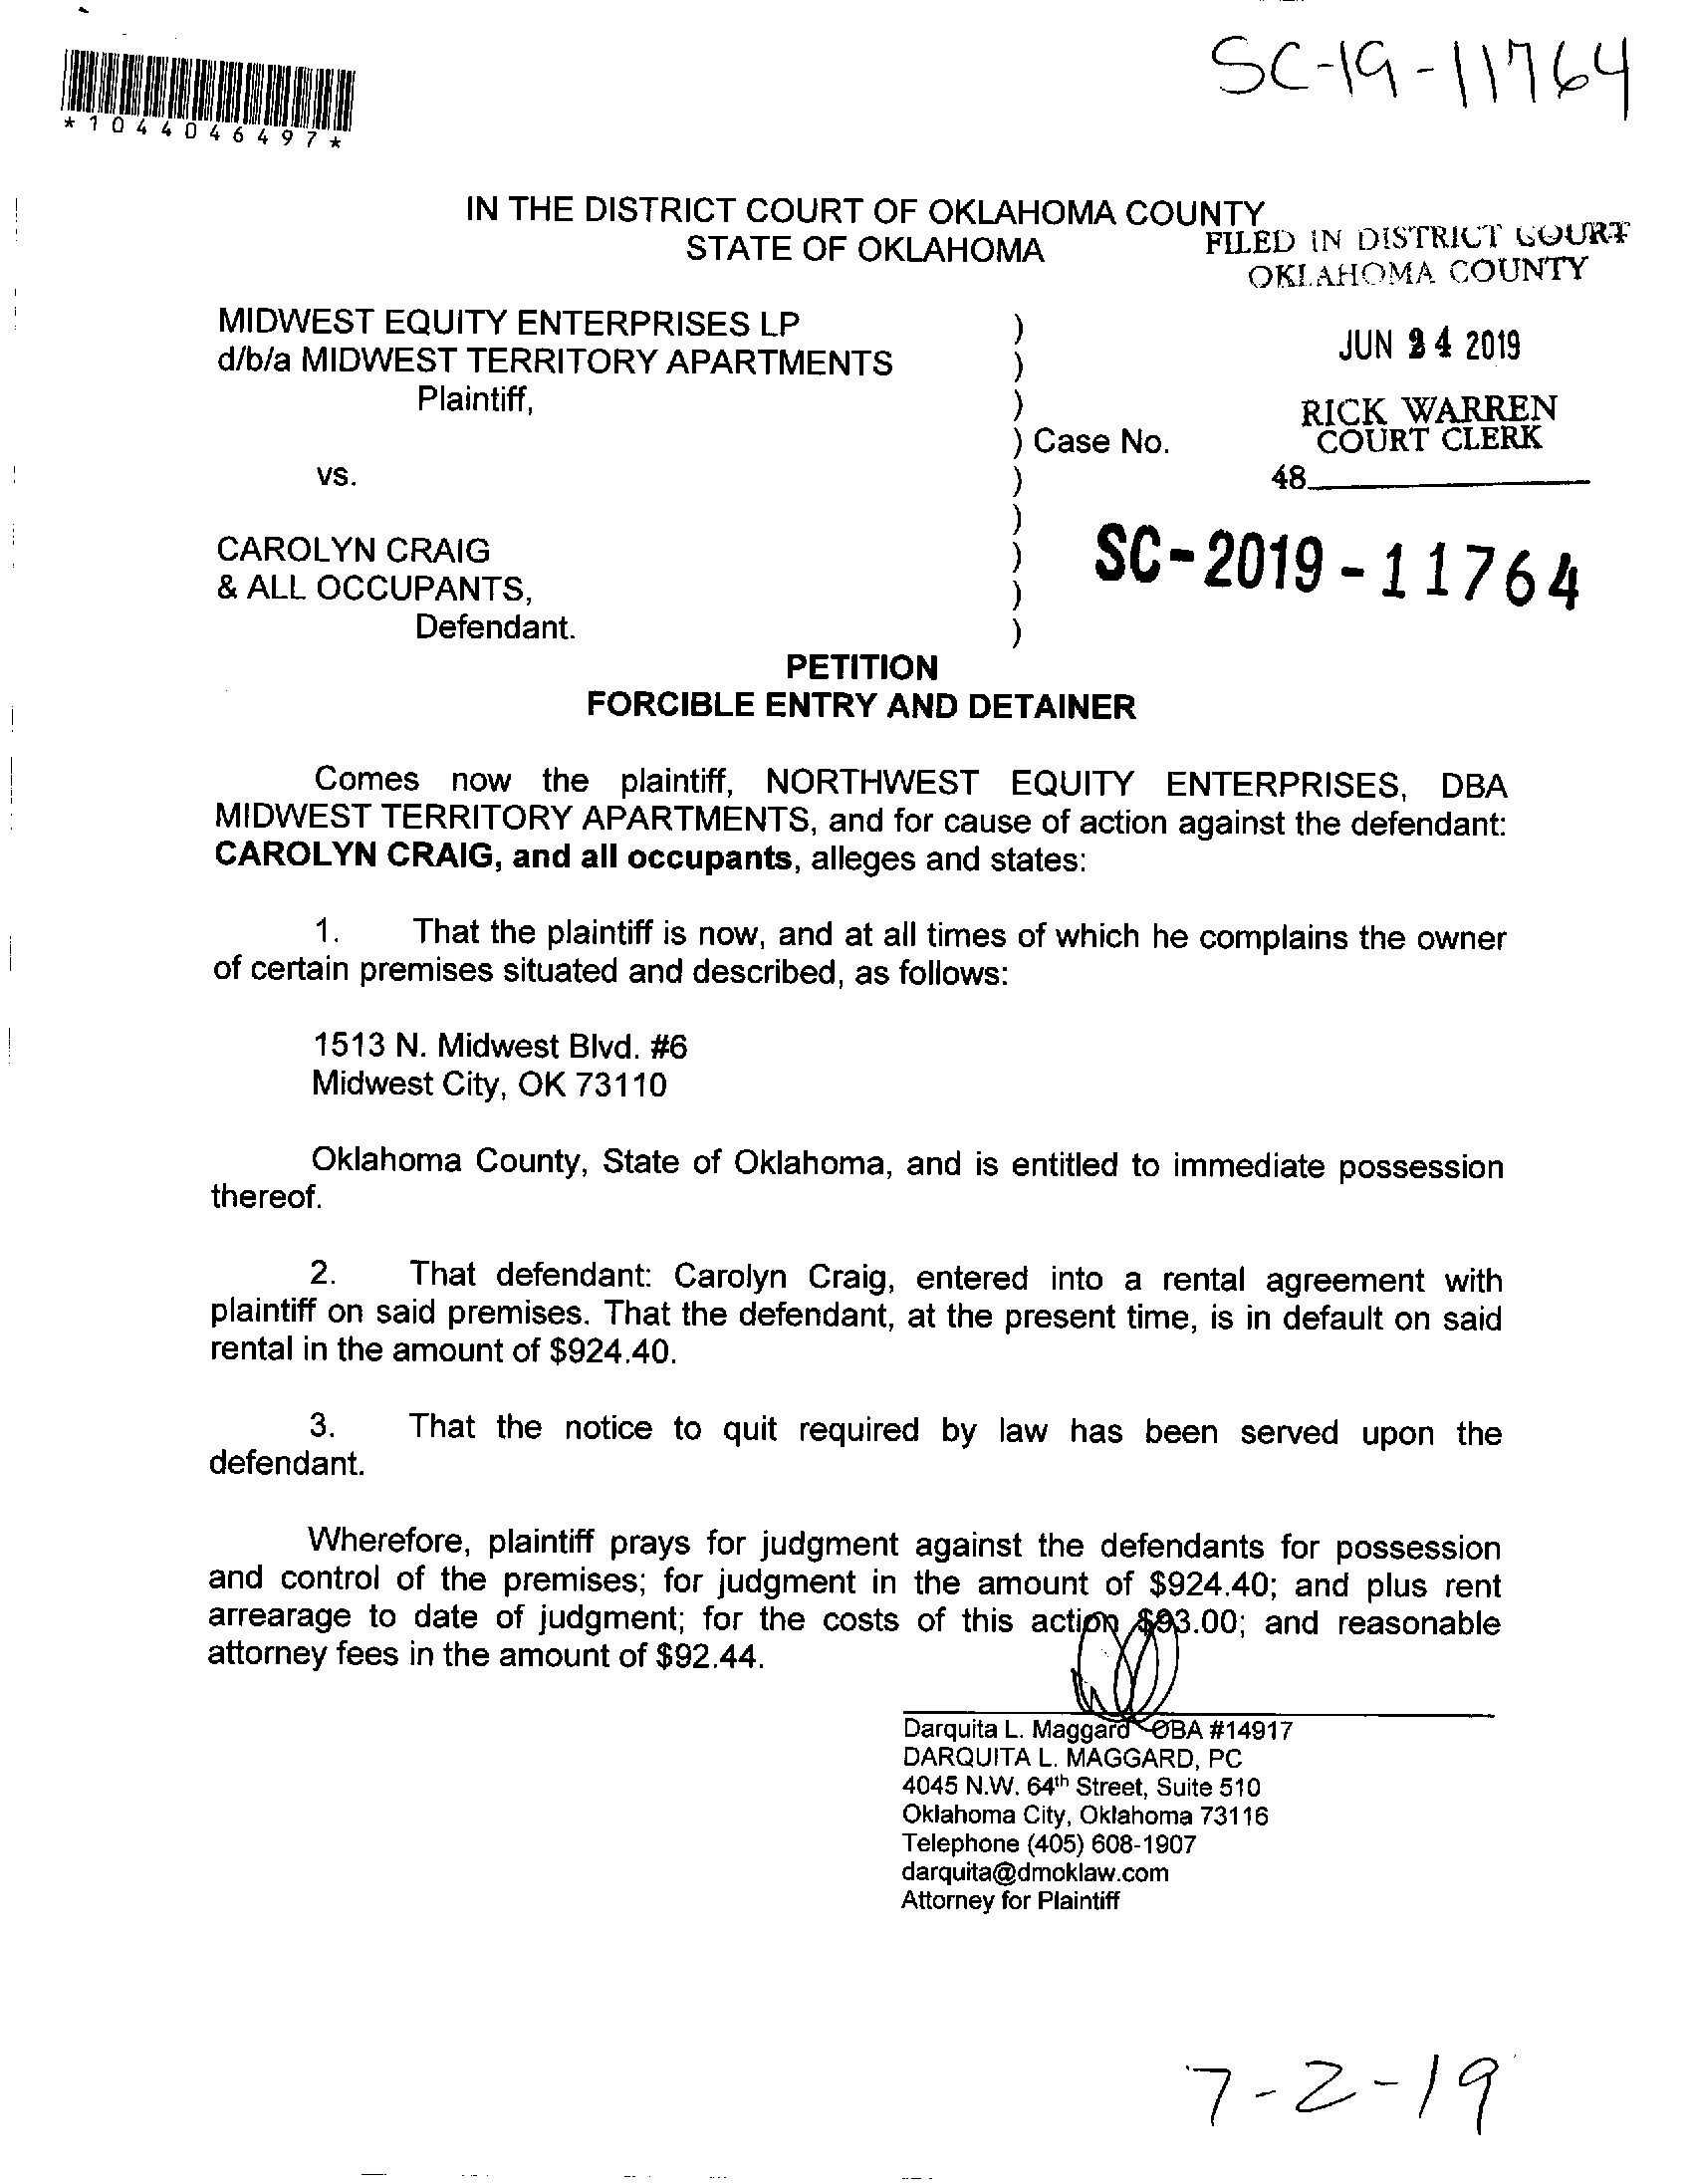 SC-19-11764
*1044046497*
IN THE DISTRICT COURT OF OKLAHOMA COUNTY
STATE OF OKLAHOMA
FILED IN DISTRICT COURT
OKLAHOMA COUNTY
MIDWEST EQUITY ENTERPRISES LP )
d/b/a MIDWEST TERRITORY APARTMENTS )
Plaintiff, )
JUN 24 2019
RICK WARREN
COURT CLERK
) Case No.
vs. )
48
)
SC-2019-11764
CAROLYN CRAIG )
& ALL OCCUPANTS, )
Defendant. )
PETITION
FORCIBLE ENTRY AND DETAINER
Comes now the plaintiff, NORTHWEST EQUITY ENTERPRISES, DBA
MIDWEST TERRITORY APARTMENTS, and for cause of action against the defendant:
CAROLYN CRAIG, and all occupants, alleges and states:
1. That the plaintiff is now, and at all times of which he complains the owner
of certain premises situated and described, as follows:
1513 N. Midwest Blvd. #6
Midwest City, OK 73110
Oklahoma County, State of Oklahoma, and is entitled to immediate possession
thereof.
2. That defendant: Carolyn Craig, entered into a rental agreement with
plaintiff on said premises. That the defendant, at the present time, is in default on said
rental in the amount of $924.40.
3. That the notice to quit required by law has been served upon the
defendant.
Wherefore, plaintiff prays for judgment against the defendants for possession
and control of the premises; for judgment in the amount of $924.40; and plus rent
arrearage to date of judgment; for the costs of this action $93.00; and reasonable
attorney fees in the amount of $92.44.
Darquita L. Maggard OBA #14917
DARQUITA L. MAGGARD, PC
4045 N.W. 64th Street, Suite 510
Oklahoma City, Oklahoma 73116
Telephone (405) 608-1907
darquita@dmoklaw.com
Attorney for Plaintiff
7-2-19